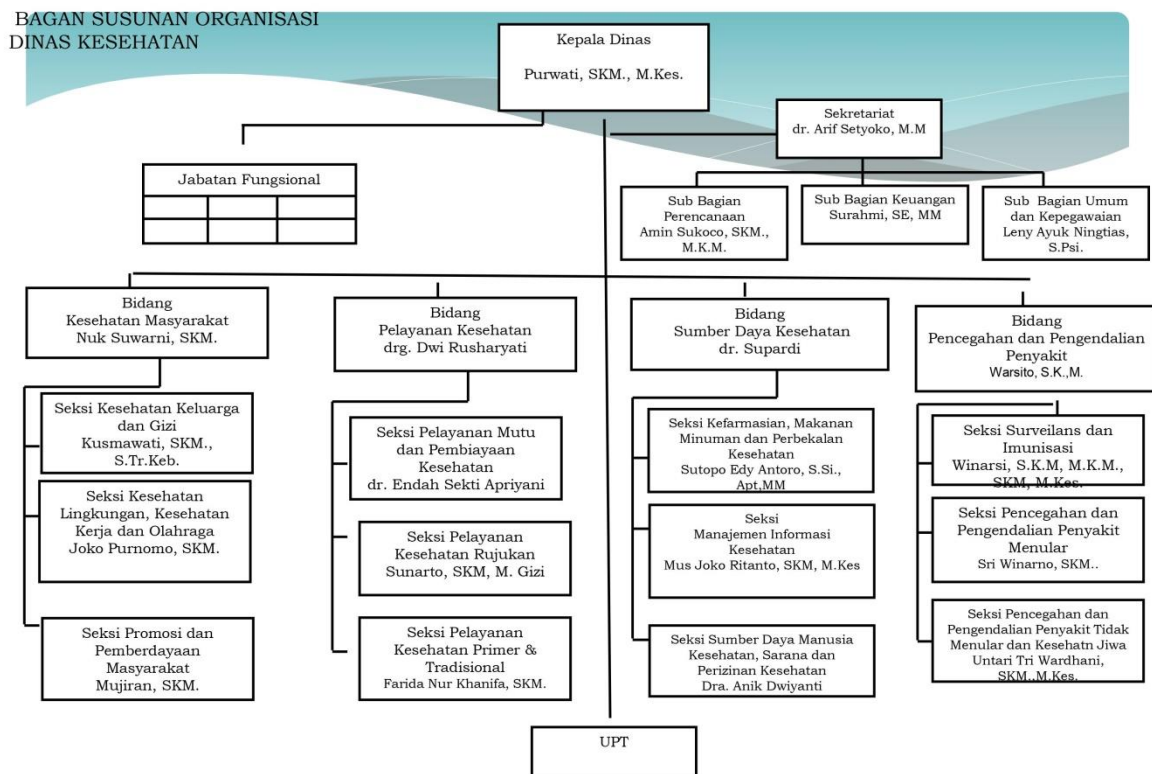 BAGAN SUSUNAN ORGANISASI
DINAS KESEHATAN
Kepala Dinas
Purwati, SKM., M.Kes.
Sekretariat
dr. Arif Setyoko, M.M
Jabatan Fungsional
Sub Bagian
Perencanaan
Amin Sukoco, SKM.,
M.K.M.
Sub Bagian Keuangan
Surahmi, SE, MM
Sub Bagian Umum
dan Kepegawaian
Leny Ayuk Ningtias,
S.Psi.
Bidang
Kesehatan Masyarakat
Nuk Suwarni, SKM.
Bidang
Pelayanan Kesehatan
drg. Dwi Rusharyati
Bidang
Sumber Daya Kesehatan
dr. Supardi
Bidang
Pencegahan dan Pengendalian
Penyakit
Warsito, S.K.,M.
Seksi Kesehatan Keluarga
dan Gizi
Kusmawati, SKM.,
S.Tr.Keb.
Seksi Kesehatan
Lingkungan, Kesehatan
Kerja dan Olahraga
Joko Purnomo, SKM.
Seksi Promosi dan
Pemberdayaan
Masyarakat
Mujiran, SKM.
Seksi Pelayanan Mutu
dan Pembiayaan
Kesehatan
dr. Endah Sekti Apriyani
Seksi Pelayanan
Kesehatan Rujukan
Sunarto, SKM, M. Gizi
Seksi Pelayanan
Kesehatan Primer &
Tradisional
Farida Nur Khanifa, SKM.
Seksi Kefarmasian, Makanan
Minuman dan Perbekalan
Kesehatan
Sutopo Edy Antoro, S.Si.,
Apt,MM
Seksi
Manajemen Informasi
Kesehatan
Mus Joko Ritanto, SKM, M.Kes
Seksi Sumber Daya Manusia
Kesehatan, Sarana dan
Perizinan Kesehatan
Dra. Anik Dwiyanti
Seksi Surveilans dan
Imunisasi
Winarsi, S.K.M, M.K.M.,
SKM, M.Kes.
Seksi Pencegahan dan
Pengendalian Penyakit
Menular
Sri Winarno, SKM..
Seksi Pencegahan dan
Pengendalian Penyakit Tidak
Menular dan Kesehatn Jiwa
Untari Tri Wardhani,
SKM.,M.Kes.
UPT